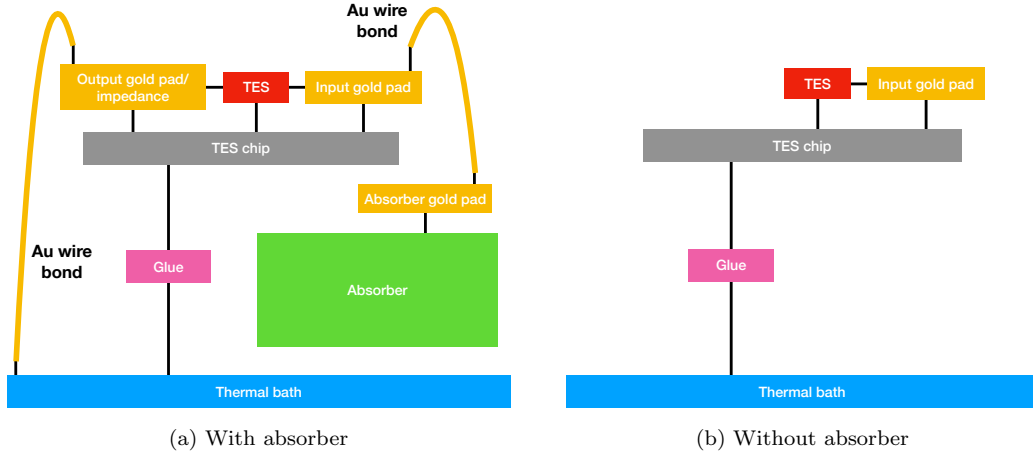 Au wire
bond
Output gold pad/
impedance
TES
Input gold pad
TES chip
Absorber gold pad
Au wire
bond
Glue
Absorber
Thermal bath
(a) With absorber
TES
Input gold pad
TES chip
Glue
Thermal bath
(b) Without absorber